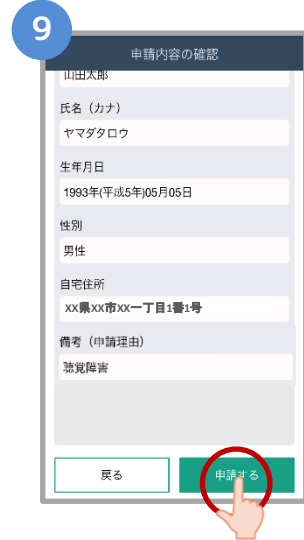 9
申請内容の確認
山田太郎
氏名（カナ）
ヤマダタロウ
生年月日
1993年(平成5年)05月05日
性別
男性
自宅住所
XX県XX市XX一丁目1番1号
備考（申請理由）
聴覚障害
戻る
申請する